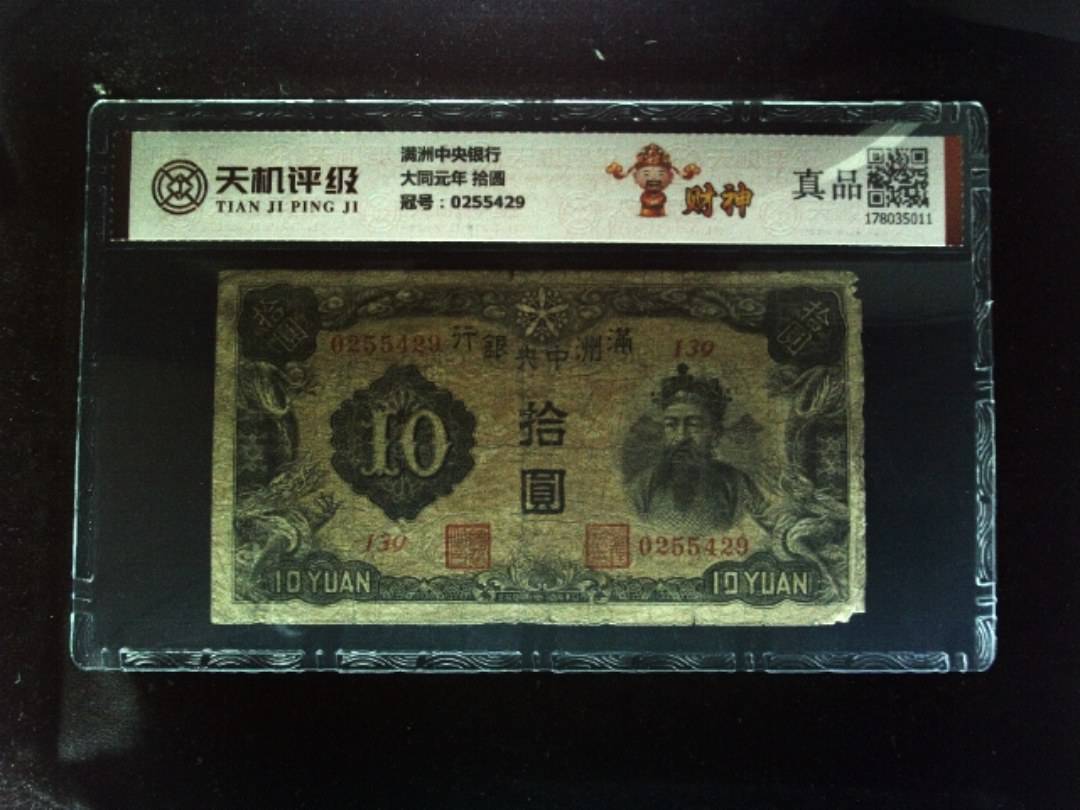 天机评级
TIAN JI PING JI
满洲中央银行
大同元年 拾圆
冠号：0255429
财神
真品
178035011
拾圓
拾圓
0255429
行銀央中洲滿
139
10
拾圓
139
0255429
10 YUAN
10 YUAN